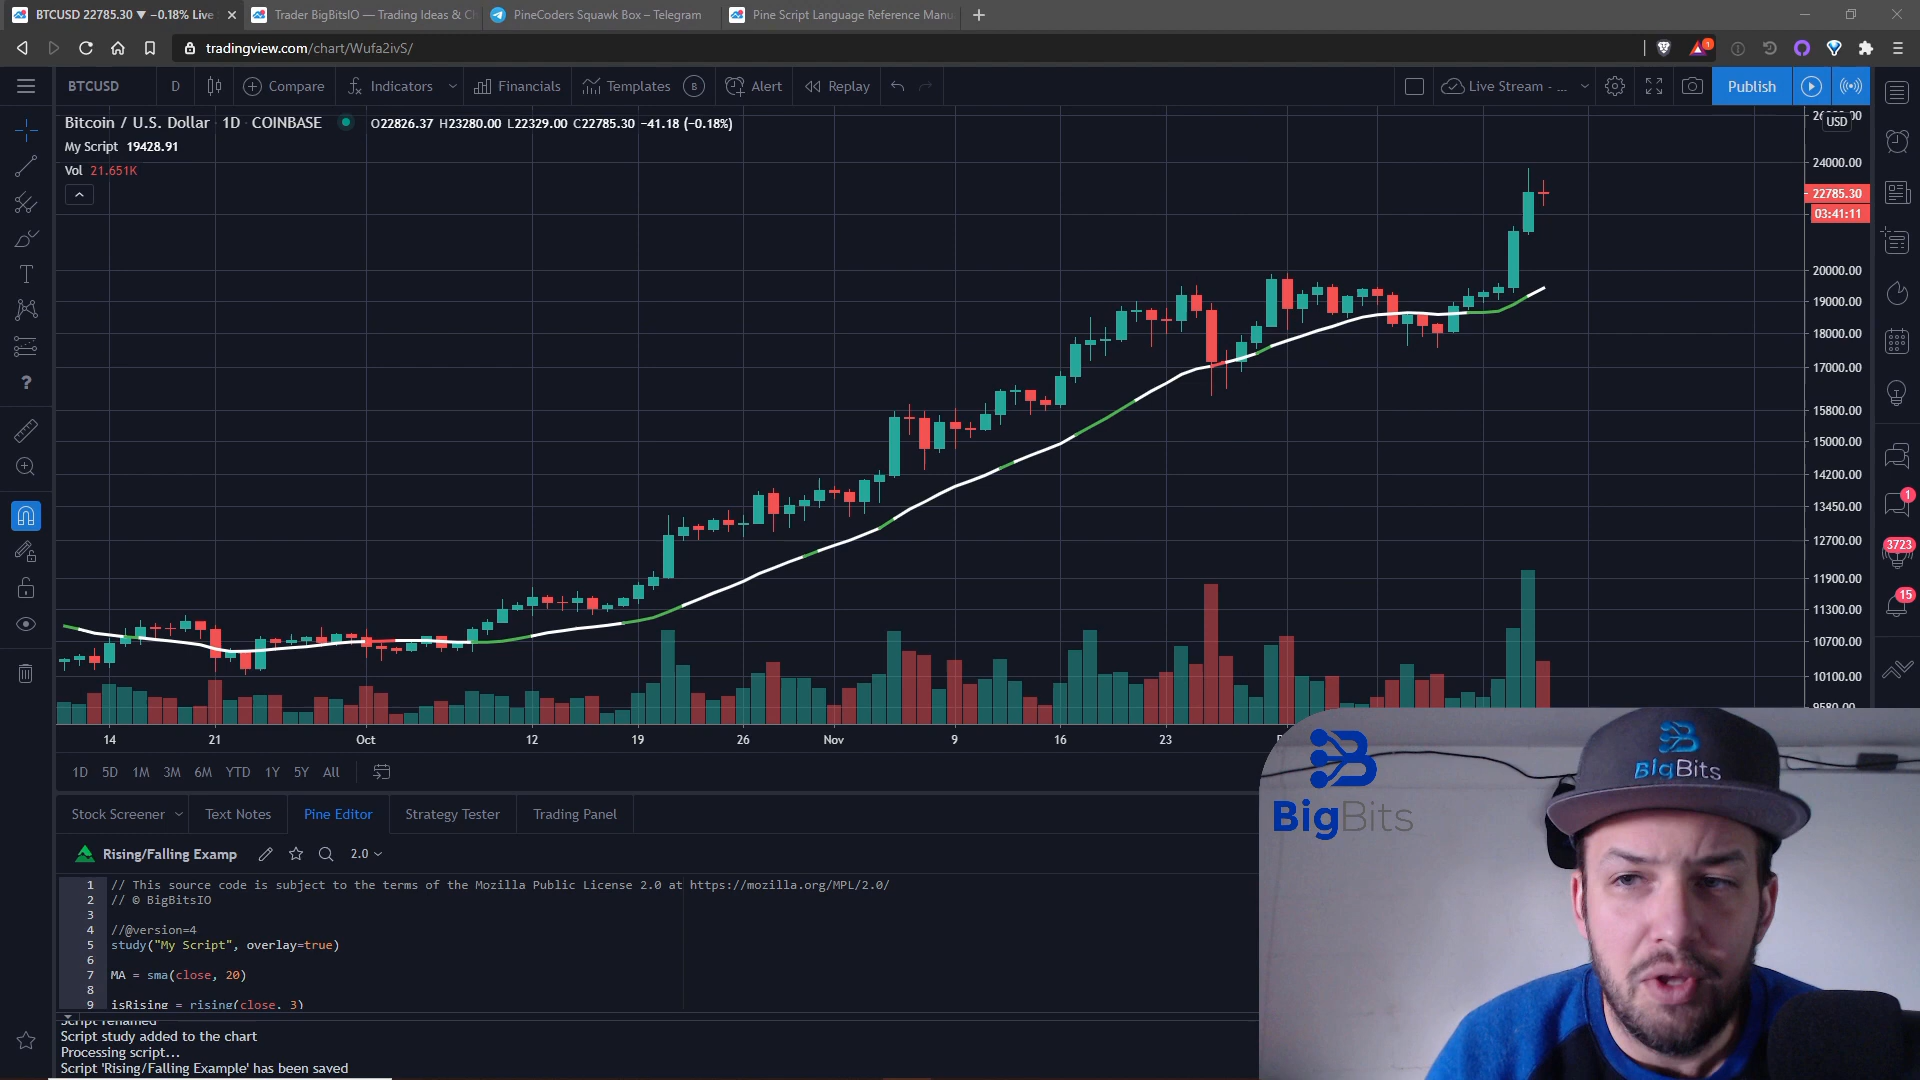 BTCUSD 22785.30 ▼ −0.18% Live
Trader BigBitsIO — Trading Ideas & C
PineCoders Squawk Box – Telegram
Pine Script Language Reference Manu
tradingview.com/chart/Wufa2ivS/
1
BTCUSD D Compare Indicators Financials Templates B Alert Replay Live Stream - ... Publish
Bitcoin / U.S. Dollar 1D COINBASE O22826.37 H23280.00 L22329.00 C22785.30 −41.18 (−0.18%)
My Script 19428.91
Vol 21.651K
USD
24000.00
22785.30
03:41:11
20000.00
19000.00
18000.00
17000.00
15800.00
15000.00
14200.00
13450.00
12700.00
11900.00
11300.00
10700.00
10100.00
9580.00
1
3723
15
14 21 Oct 12 19 26 Nov 9 16 23
1D 5D 1M 3M 6M YTD 1Y 5Y All
Stock Screener Text Notes Pine Editor Strategy Tester Trading Panel
Rising/Falling Examp 2.0
1 // This source code is subject to the terms of the Mozilla Public License 2.0 at https://mozilla.org/MPL/2.0/
2 // © BigBitsIO
3
4 //@version=4
5 study("My Script", overlay=true)
6
7 MA = sma(close, 20)
8
9 isRising = rising(close, 3)
Script renamed
Script study added to the chart
Processing script...
Script 'Rising/Falling Example' has been saved
BigBits
BigBits